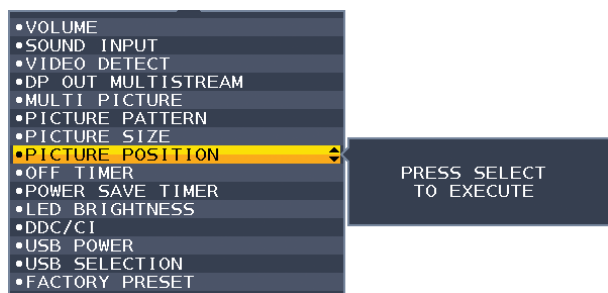 •VOLUME
•SOUND INPUT
•VIDEO DETECT
•DP OUT MULTISTREAM
•MULTI PICTURE
•PICTURE PATTERN
•PICTURE SIZE
•PICTURE POSITION
•OFF TIMER
•POWER SAVE TIMER
•LED BRIGHTNESS
•DDC/CI
•USB POWER
•USB SELECTION
•FACTORY PRESET
PRESS SELECT
TO EXECUTE